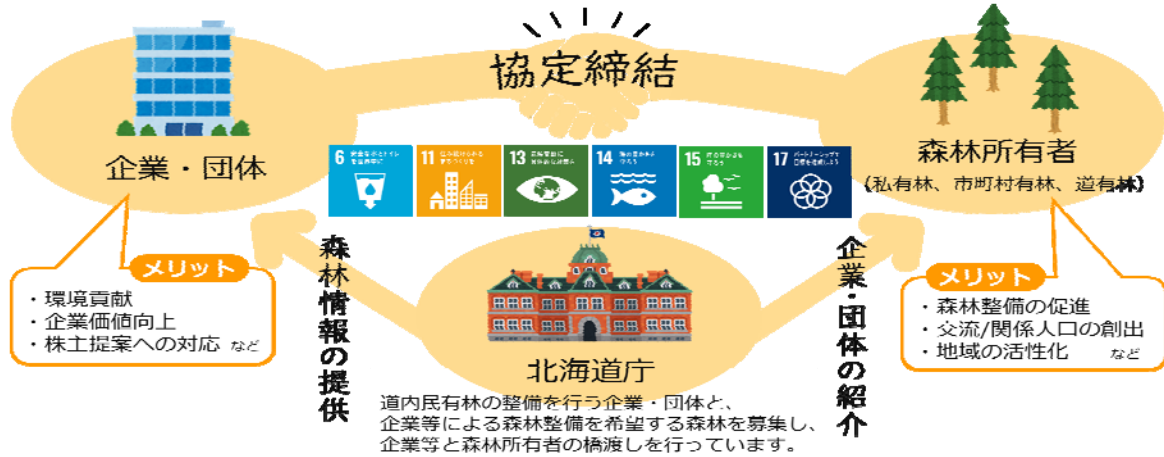 協定締結
企業・団体
森林所有者
(私有林、市町村有林、道有林)
6
11
13
14
15
17
メリット
・環境貢献
・企業価値向上
・株主提案への対応 など
森林情報の提供
企業・団体の紹介
メリット
・森林整備の促進
・交流/関係人口の創出
・地域の活性化 など
北海道庁
道内民有林の整備を行う企業・団体と、
企業等による森林整備を希望する森林を募集し、
企業等と森林所有者の橋渡しを行っています。